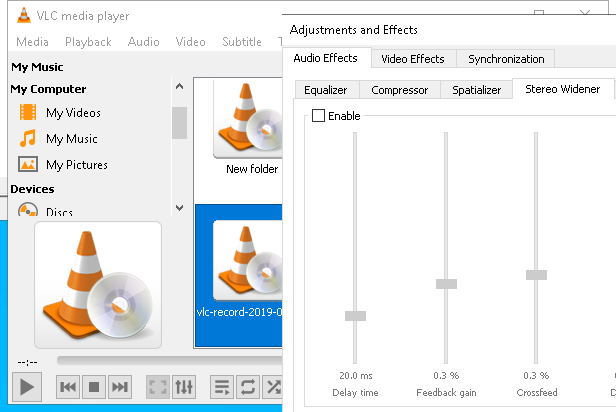 VLC media player
Media Playback Audio Video Subtitle
My Music
My Computer
My Videos
My Music
My Pictures
Devices
Discs
New folder
vlc-record-2019-0
--:--
Adjustments and Effects
Audio Effects Video Effects Synchronization
Equalizer Compressor Spatializer Stereo Widener
Enable
20.0 ms 0.3 % 0.3 %
Delay time Feedback gain Crossfeed